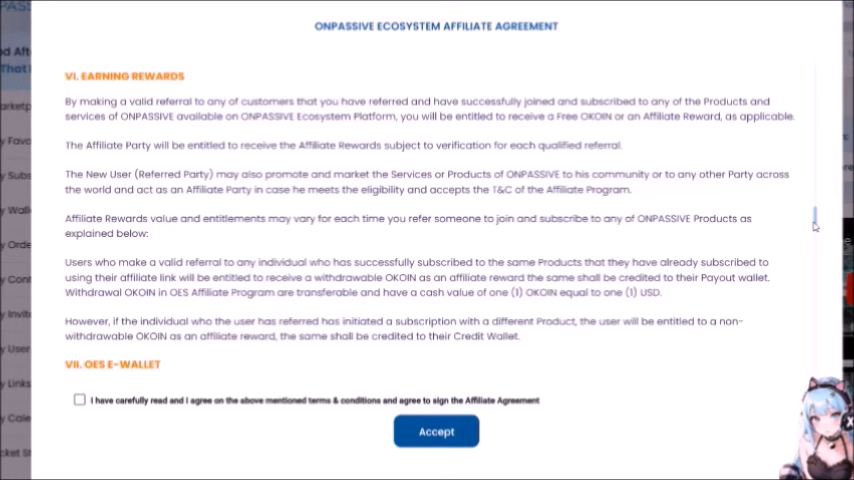 ONPASSIVE ECOSYSTEM AFFILIATE AGREEMENT
VI. EARNING REWARDS
By making a valid referral to any of customers that you have referred and have successfully joined and subscribed to any of the Products and
services of ONPASSIVE available on ONPASSIVE Ecosystem Platform, you will be entitled to receive a Free OKOIN or an Affiliate Reward, as applicable.
The Affiliate Party will be entitled to receive the Affiliate Rewards subject to verification for each qualified referral.
The New User (Referred Party) may also promote and market the Services or Products of ONPASSIVE to his community or to any other Party across
the world and act as an Affiliate Party in case he meets the eligibility and accepts the T&C of the Affiliate Program.
Affiliate Rewards value and entitlements may vary for each time you refer someone to join and subscribe to any of ONPASSIVE Products as
explained below:
Users who make a valid referral to any individual who has successfully subscribed to the same Products that they have already subscribed to
using their affiliate link will be entitled to receive a withdrawable OKOIN as an affiliate reward the same shall be credited to their Payout wallet.
Withdrawal OKOIN in OES Affiliate Program are transferable and have a cash value of one (1) OKOIN equal to one (1) USD.
However, if the individual who the user has referred has initiated a subscription with a different Product, the user will be entitled to a non-
withdrawable OKOIN as an affiliate reward, the same shall be credited to their Credit Wallet.
VII. OES E-WALLET
I have carefully read and I agree on the above mentioned terms & conditions and agree to sign the Affiliate Agreement
Accept